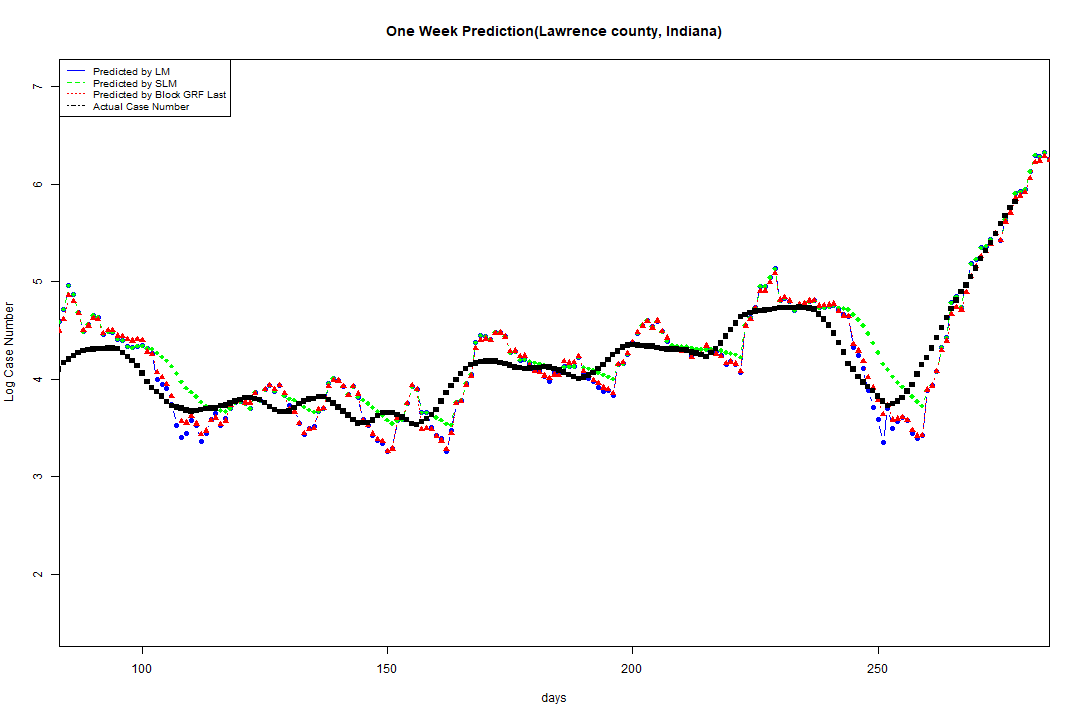 One Week Prediction(Lawrence county, Indiana)
Predicted by LM
Predicted by SLM
Predicted by Block GRF Last
Actual Case Number
7
6
5
4
3
2
Log Case Number
100 150 200 250
days